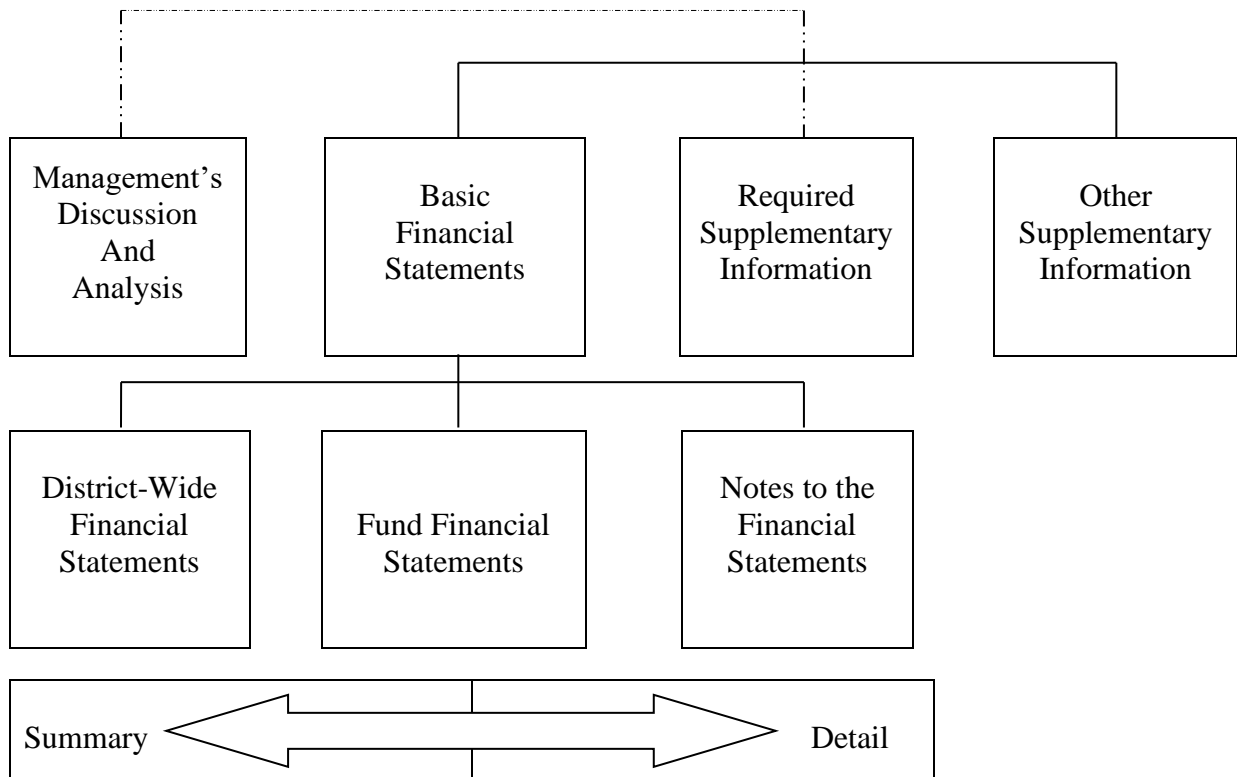 Management’s
Discussion
And
Analysis
Basic
Financial
Statements
Required
Supplementary
Information
Other
Supplementary
Information
District-Wide
Financial
Statements
Fund Financial
Statements
Notes to the
Financial
Statements
Summary
Detail